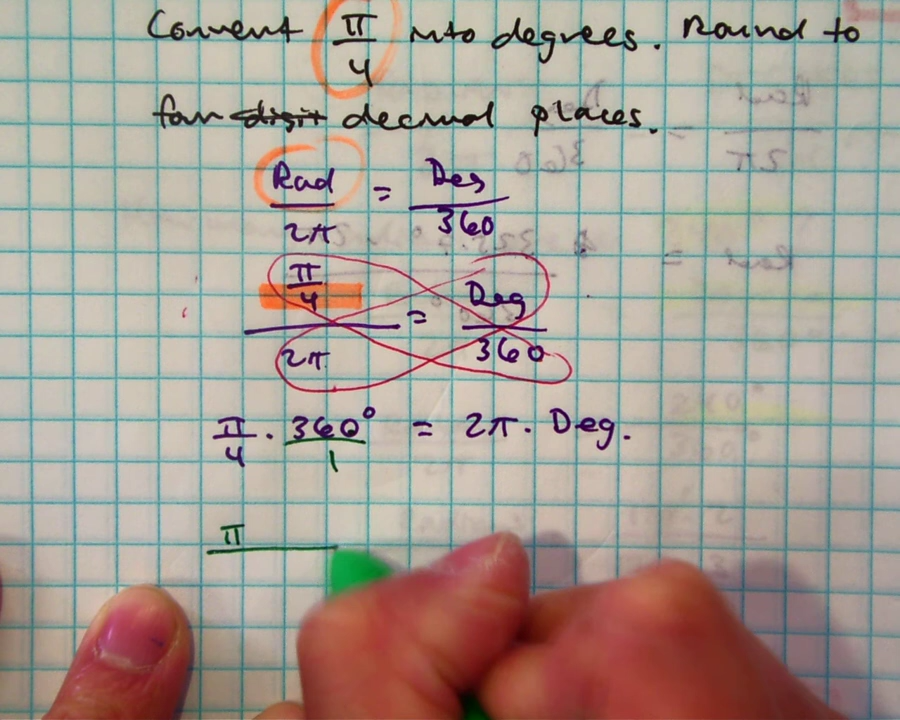 Convert π/4 into degrees. Round to
four digit decimal places.
Rad/2π = Deg/360
π/4/2π = Deg/360
π/4 · 360°/1 = 2π · Deg.
π